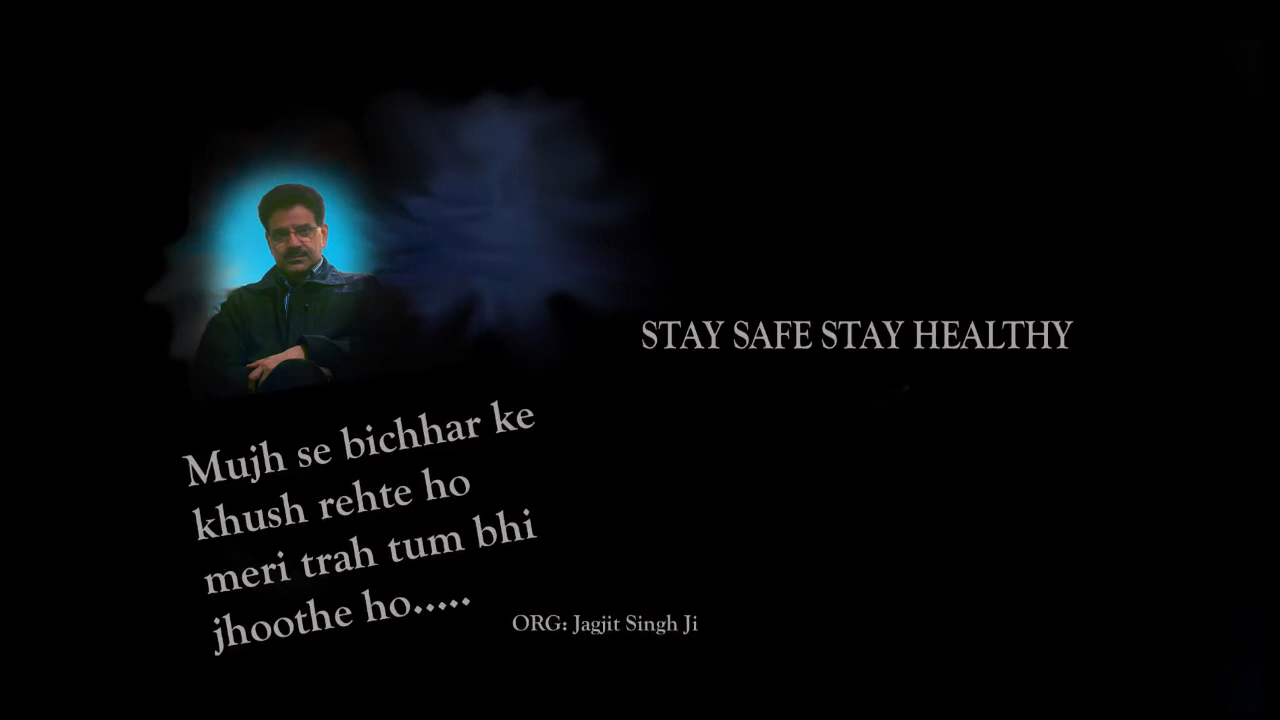 STAY SAFE STAY HEALTHY
Mujh se bichhar ke
khush rehte ho
meri trah tum bhi
jhoothe ho.....
ORG: Jagjit Singh Ji